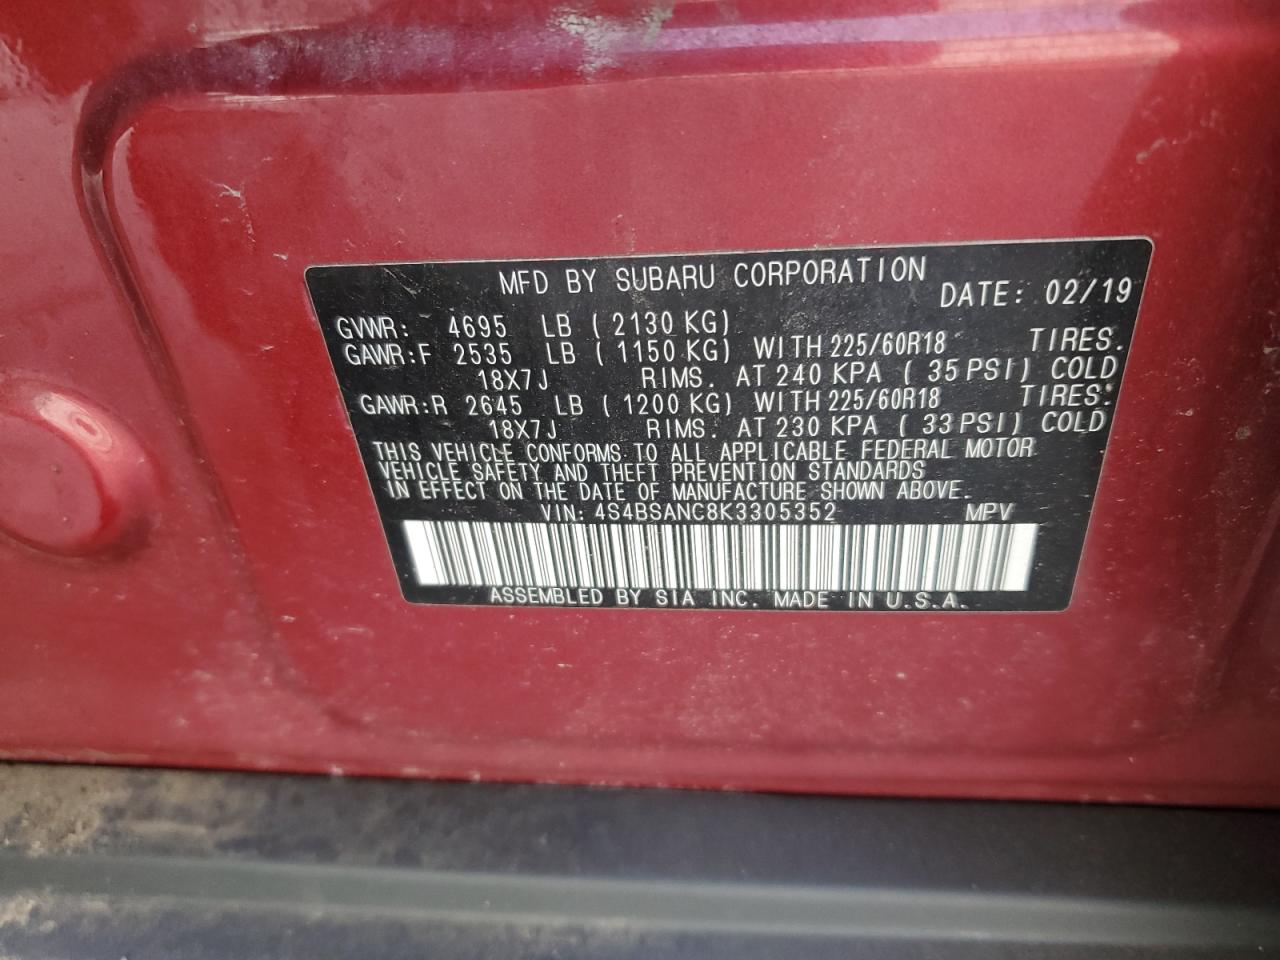 MFD BY SUBARU CORPORATION
DATE: 02/19
GVWR: 4695 LB ( 2130 KG)
GAWR:F 2535 LB ( 1150 KG) WITH 225/60R18 TIRES.
18X7J RIMS. AT 240 KPA ( 35 PSI) COLD
GAWR:R 2645 LB ( 1200 KG) WITH 225/60R18 TIRES.
18X7J RIMS. AT 230 KPA ( 33 PSI) COLD
THIS VEHICLE CONFORMS TO ALL APPLICABLE FEDERAL MOTOR
VEHICLE SAFETY AND THEFT PREVENTION STANDARDS
IN EFFECT ON THE DATE OF MANUFACTURE SHOWN ABOVE.
VIN: 4S4BSANC8K3305352 MPV
ASSEMBLED BY SIA INC. MADE IN U.S.A.